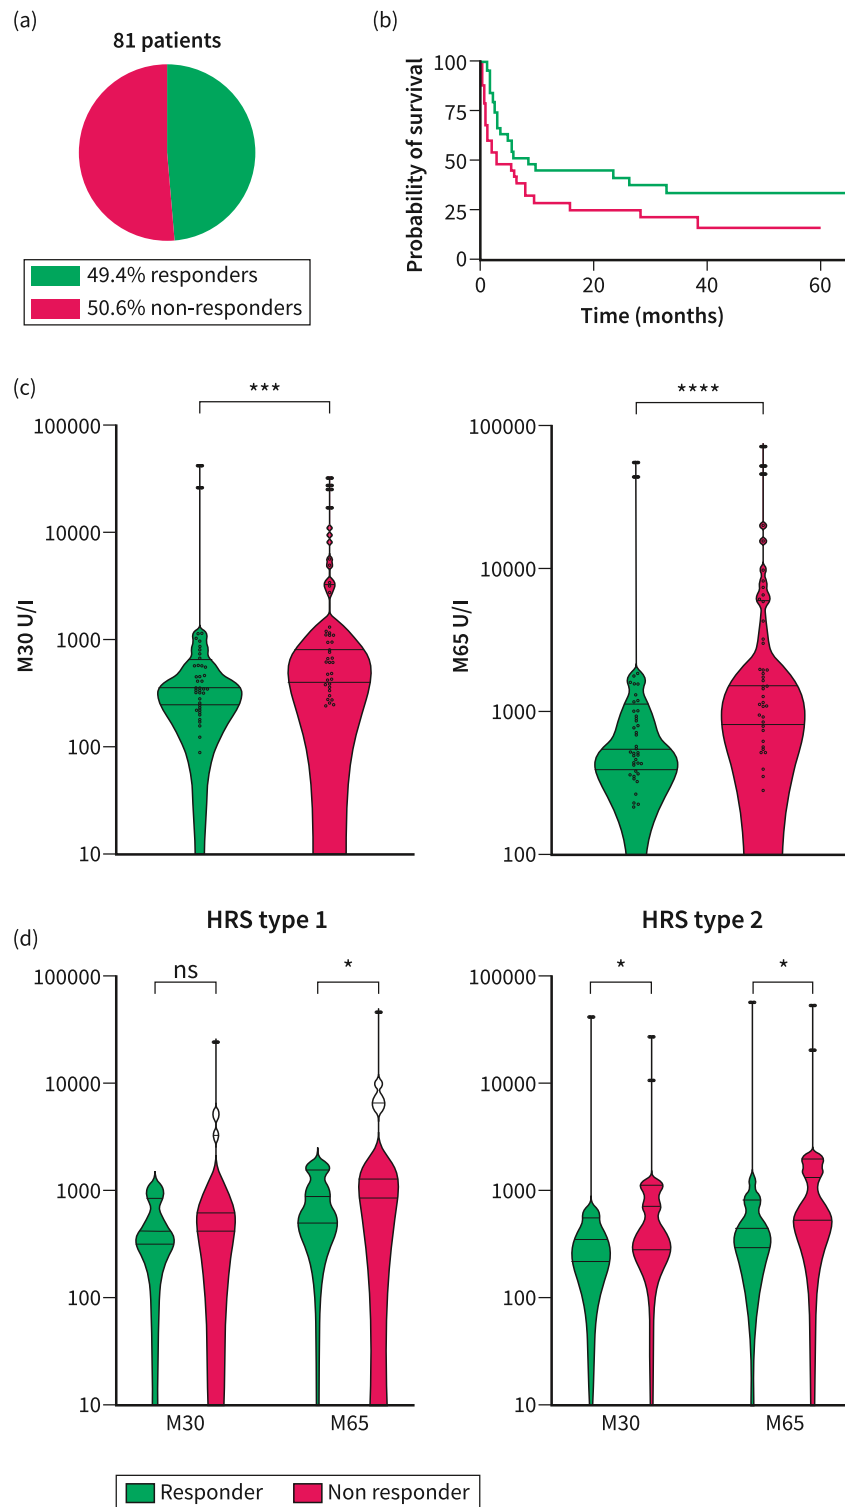 (a)
81 patients
49.4% responders
50.6% non-responders
(b)
Probability of survival
100
75
50
25
0
0 20 40 60
Time (months)
(c)
***
M30 U/I
100000
10000
1000
100
10
****
M65 U/I
100000
10000
1000
100
(d)
HRS type 1
ns *
100000
10000
1000
100
10
M30 M65
HRS type 2
* *
100000
10000
1000
100
10
M30 M65
Responder Non responder